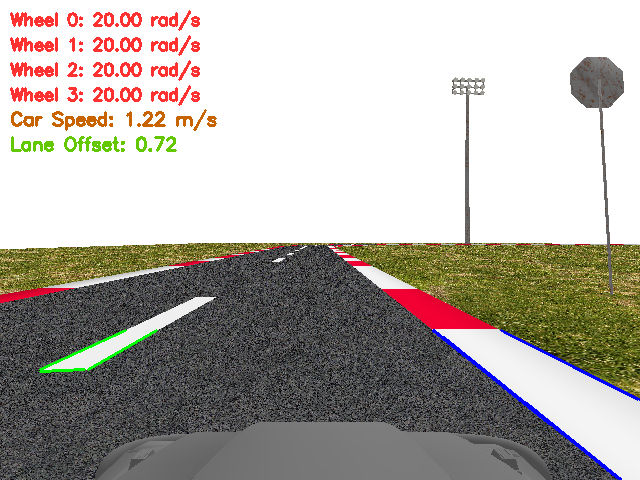 Wheel 0: 20.00 rad/s
Wheel 1: 20.00 rad/s
Wheel 2: 20.00 rad/s
Wheel 3: 20.00 rad/s
Car Speed: 1.22 m/s
Lane Offset: 0.72